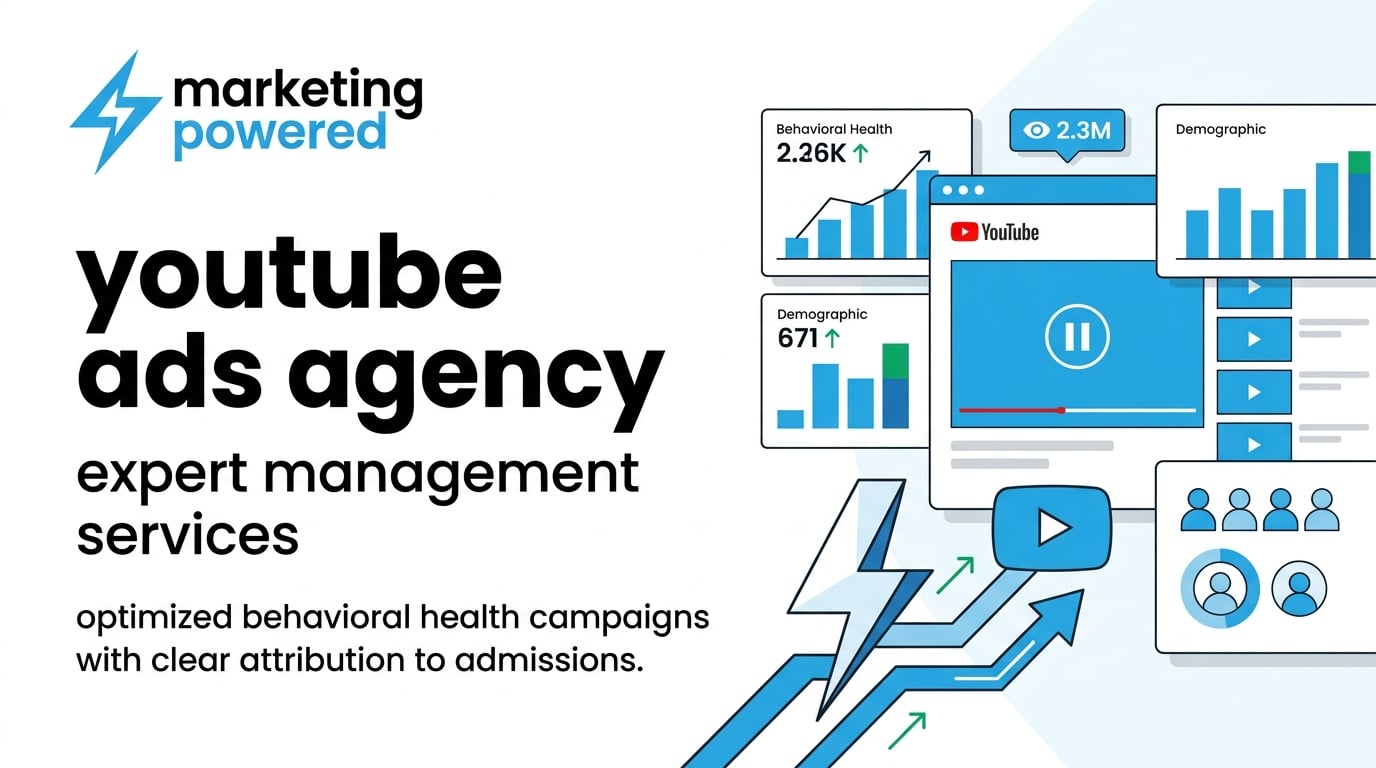 marketing
powered
youtube
ads agency
expert management
services
optimized behavioral health campaigns
with clear attribution to admissions.
Behavioral Health
2.26K
2.3M
Demographic
YouTube
Demographic
671